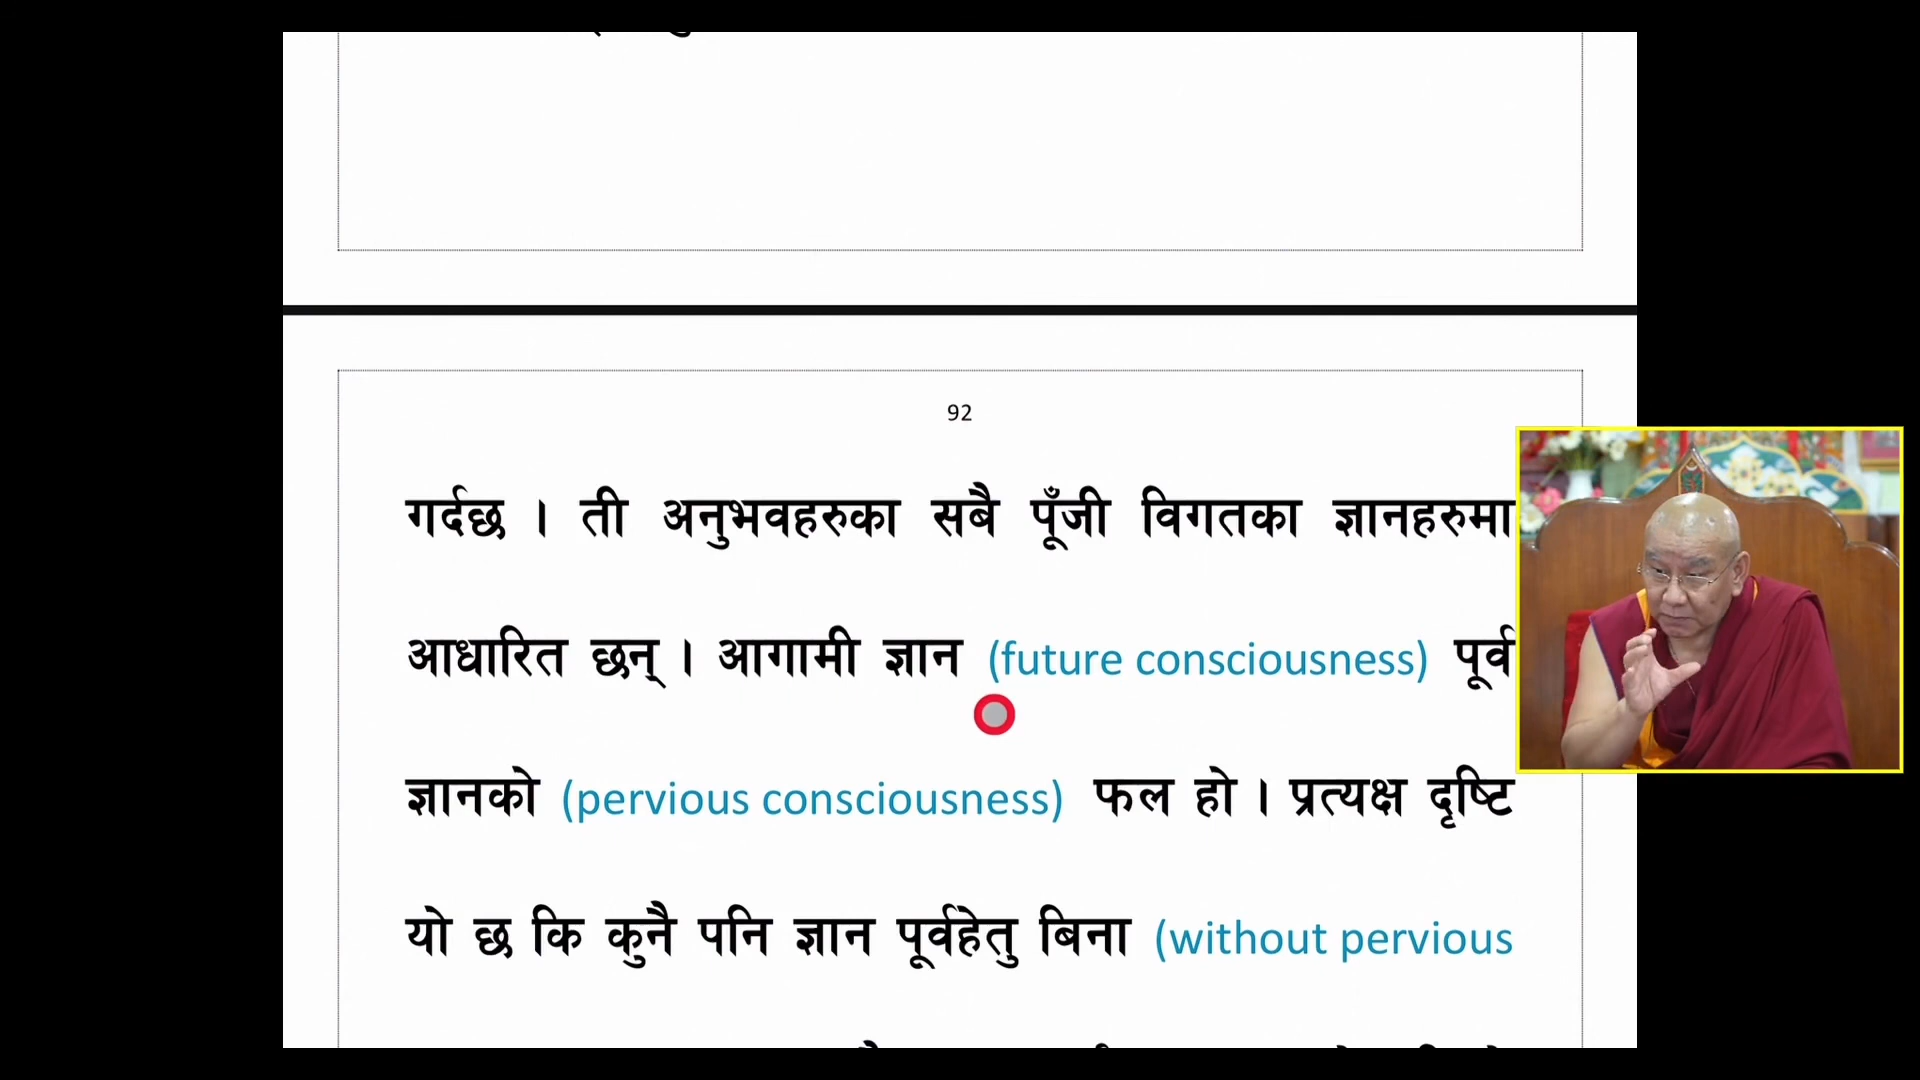 92
गर्दछ । ती अनुभवहरुका सबै पूँजी विगतका ज्ञानहरुमा
आधारित छन् । आगामी ज्ञान (future consciousness) पूर्व
ज्ञानको (pervious consciousness) फल हो । प्रत्यक्ष दृष्टि
यो छ कि कुनै पनि ज्ञान पूर्वहेतु बिना (without pervious